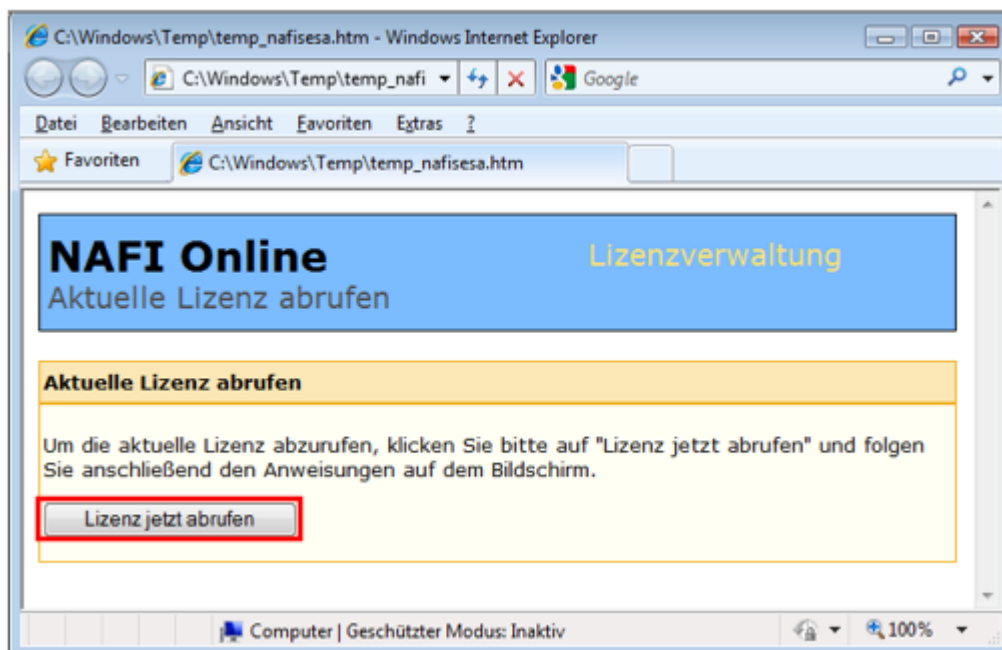 C:\Windows\Temp\temp_nafisesa.htm - Windows Internet Explorer
C:\Windows\Temp\temp_nafi
Google
Datei Bearbeiten Ansicht Favoriten Extras ?
Favoriten
C:\Windows\Temp\temp_nafisesa.htm
NAFI Online
Lizenzverwaltung
Aktuelle Lizenz abrufen
Aktuelle Lizenz abrufen
Um die aktuelle Lizenz abzurufen, klicken Sie bitte auf "Lizenz jetzt abrufen" und folgen
Sie anschließend den Anweisungen auf dem Bildschirm.
Lizenz jetzt abrufen
Computer | Geschützter Modus: Inaktiv
100%